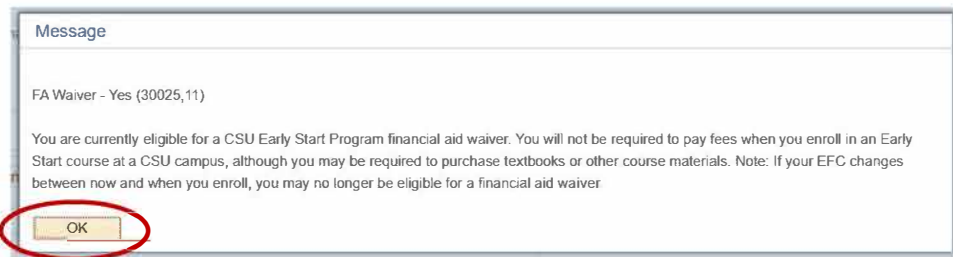 Message
FA Waiver - Yes (30025,11)
You are currently eligible for a CSU Early Start Program financial aid waiver. You will not be required to pay fees when you enroll in an Early
Start course at a CSU campus, although you may be required to purchase textbooks or other course materials. Note: If your EFC changes
between now and when you enroll, you may no longer be eligible for a financial aid waiver
OK